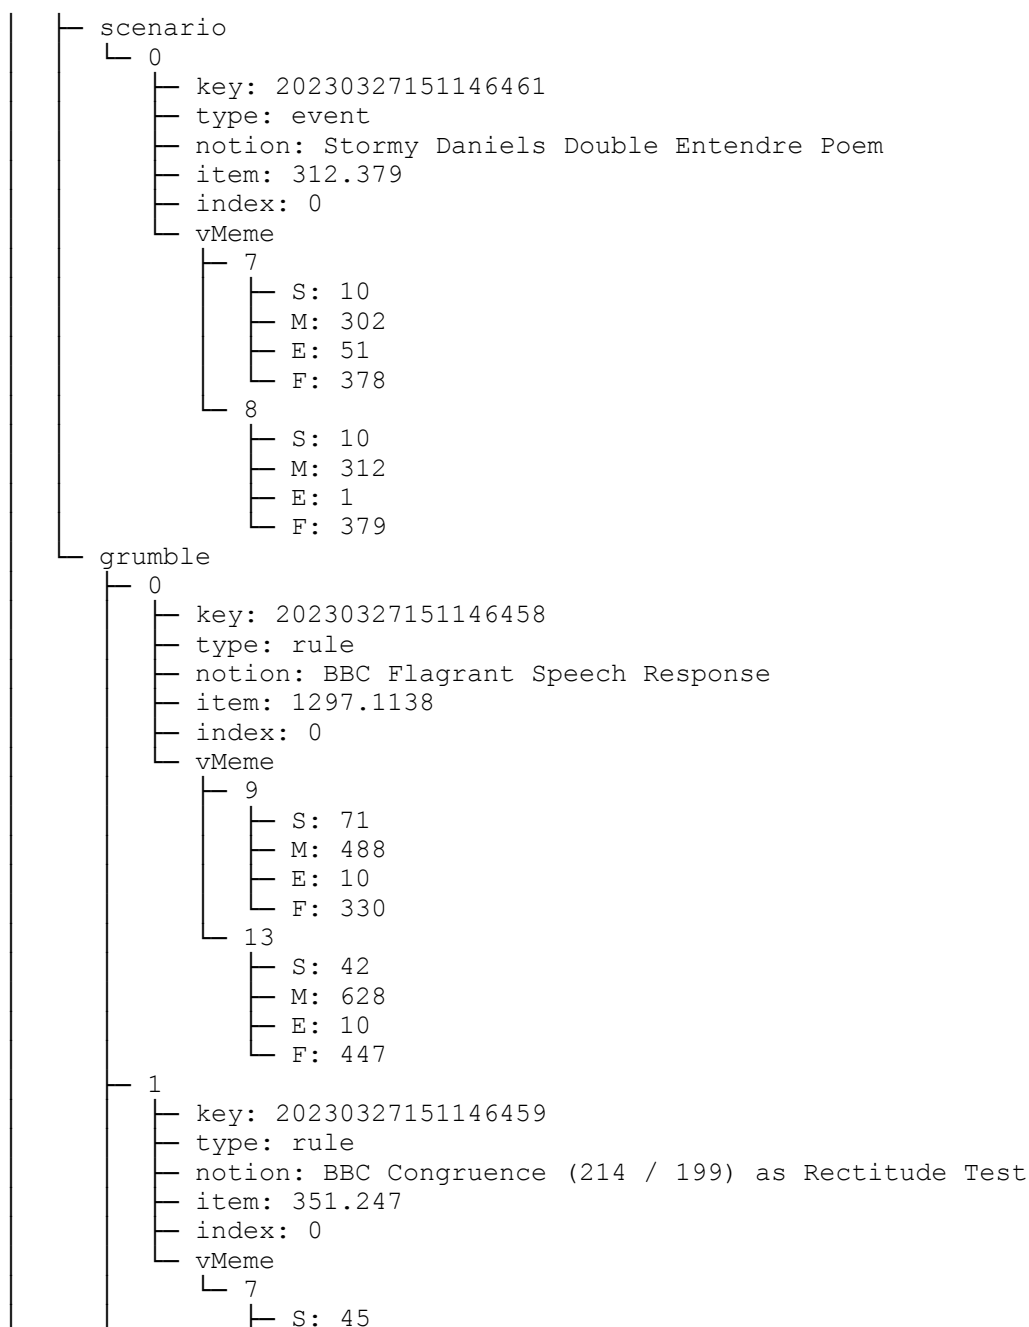 scenario
0
key: 20230327151146461
type: event
notion: Stormy Daniels Double Entendre Poem
item: 312.379
index: 0
vMeme
7
S: 10
M: 302
E: 51
F: 378
8
S: 10
M: 312
E: 1
F: 379
grumble
0
key: 20230327151146458
type: rule
notion: BBC Flagrant Speech Response
item: 1297.1138
index: 0
vMeme
9
S: 71
M: 488
E: 10
F: 330
13
S: 42
M: 628
E: 10
F: 447
1
key: 20230327151146459
type: rule
notion: BBC Congruence (214 / 199) as Rectitude Test
item: 351.247
index: 0
vMeme
7
S: 45